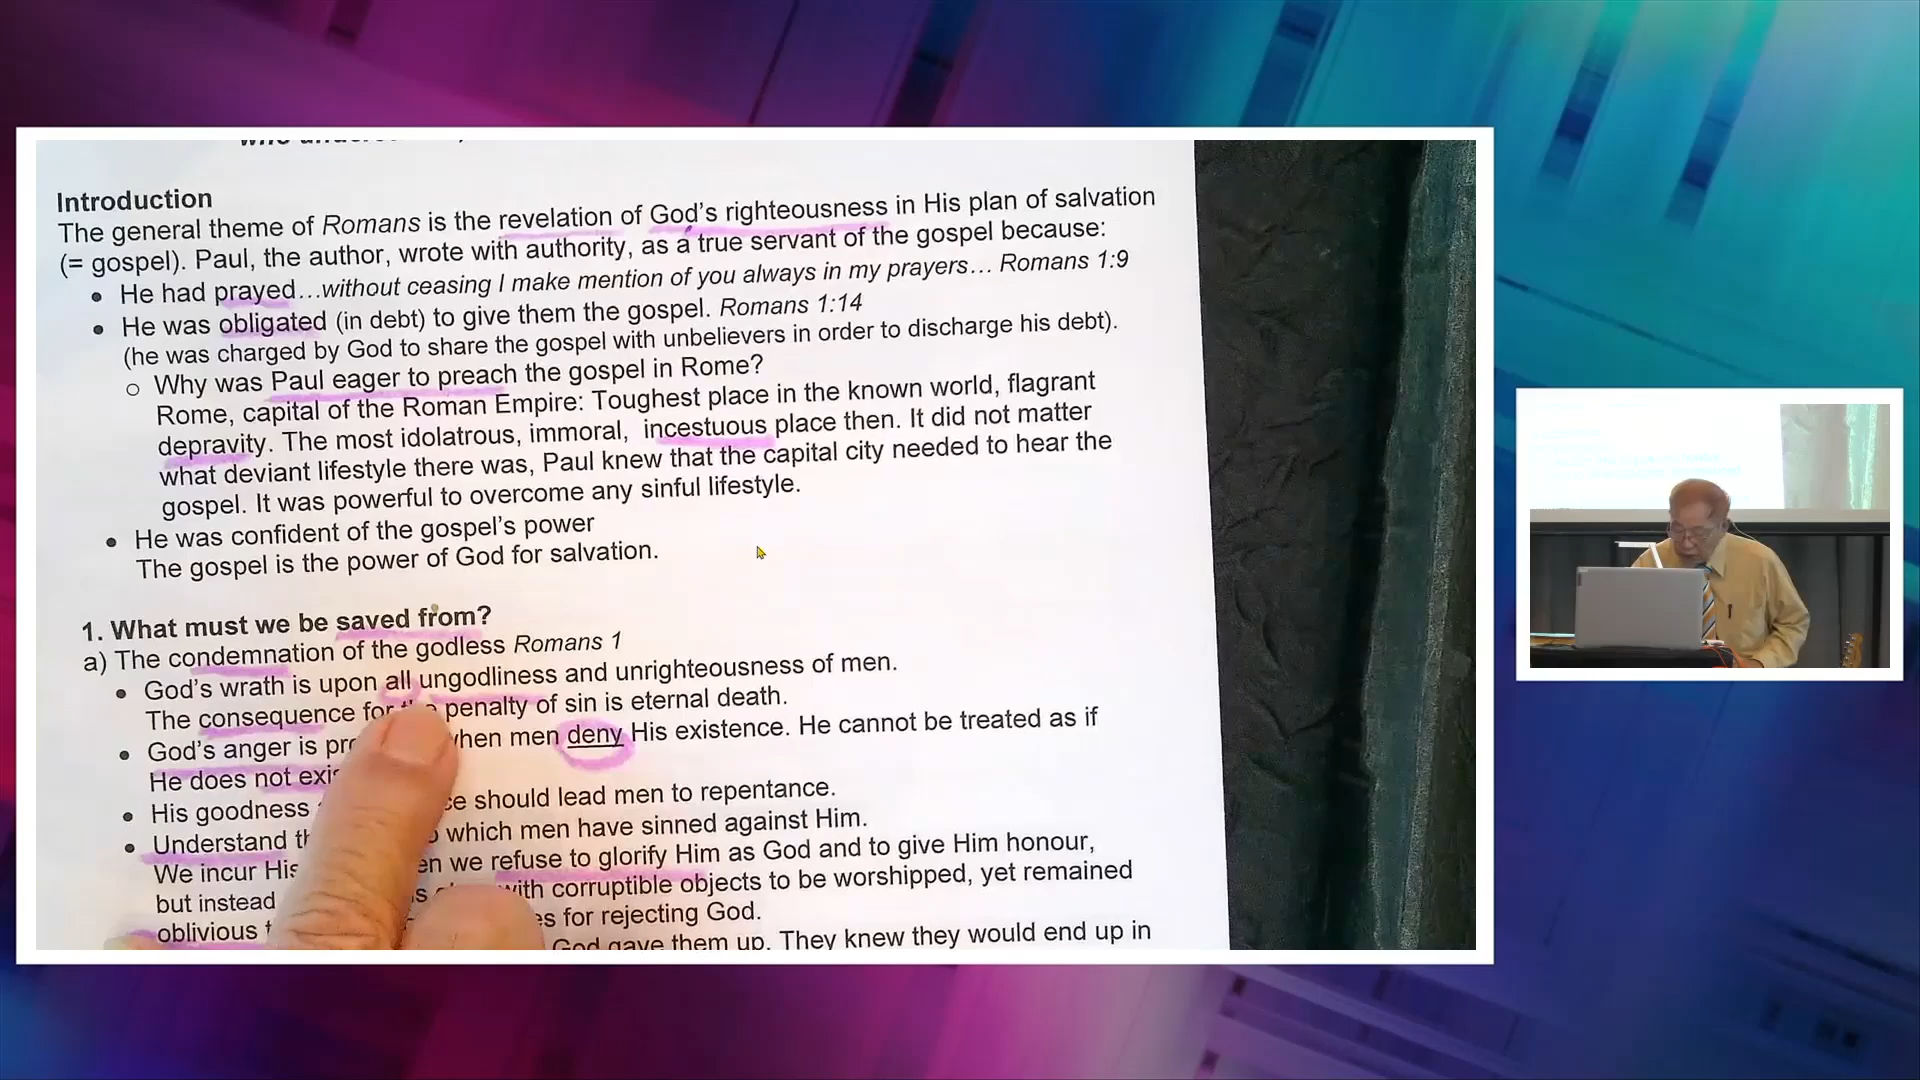 Introduction
The general theme of Romans is the revelation of God's righteousness in His plan of salvation
(= gospel). Paul, the author, wrote with authority, as a true servant of the gospel because:
• He had prayed…without ceasing I make mention of you always in my prayers… Romans 1:9
• He was obligated (in debt) to give them the gospel. Romans 1:14
(he was charged by God to share the gospel with unbelievers in order to discharge his debt).
o Why was Paul eager to preach the gospel in Rome?
Rome, capital of the Roman Empire: Toughest place in the known world, flagrant
depravity. The most idolatrous, immoral, incestuous place then. It did not matter
what deviant lifestyle there was, Paul knew that the capital city needed to hear the
gospel. It was powerful to overcome any sinful lifestyle.
• He was confident of the gospel's power
The gospel is the power of God for salvation.
1. What must we be saved from?
a) The condemnation of the godless Romans 1
• God's wrath is upon all ungodliness and unrighteousness of men.
The consequence for penalty of sin is eternal death.
• God's anger is when men deny His existence. He cannot be treated as if
He does not
• His goodness should lead men to repentance.
• Understand which men have sinned against Him.
We incur His we refuse to glorify Him as God and to give Him honour,
but instead with corruptible objects to be worshipped, yet remained
oblivious for rejecting God.
God gave them up. They knew they would end up in